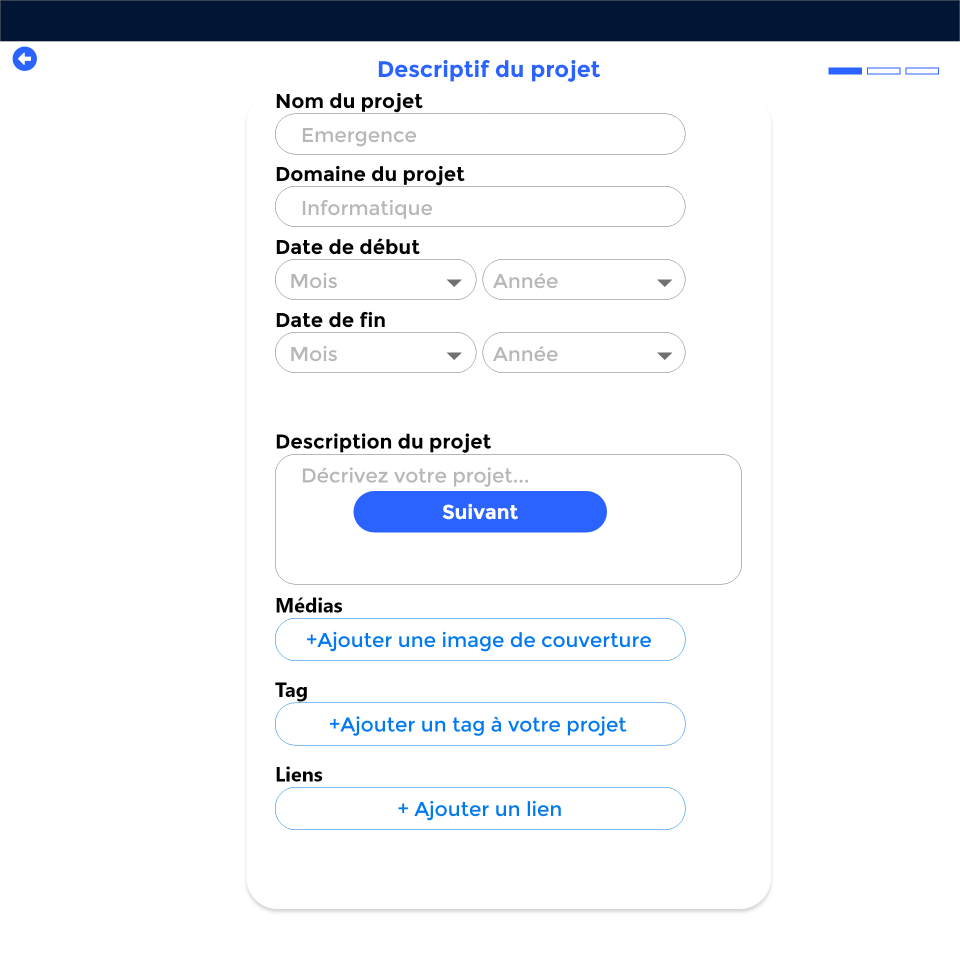 Descriptif du projet
Nom du projet
Emergence
Domaine du projet
Informatique
Date de début
Mois Année
Date de fin
Mois Année
Description du projet
Décrivez votre projet...
Suivant
Médias
+Ajouter une image de couverture
Tag
+Ajouter un tag à votre projet
Liens
+ Ajouter un lien